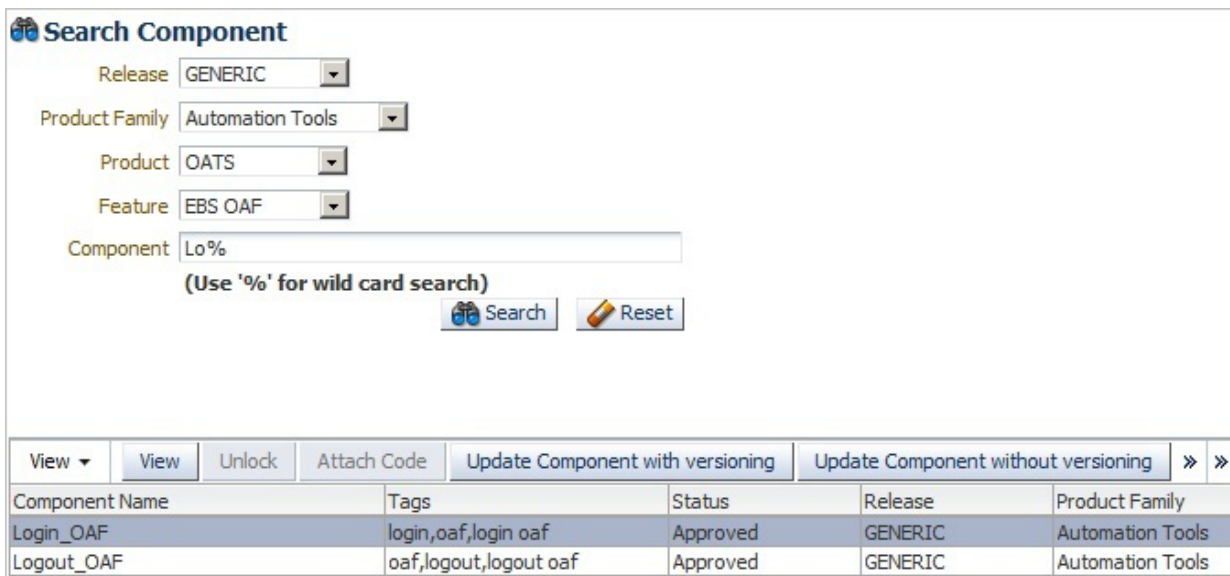 Search Component
Release GENERIC
Product Family Automation Tools
Product OATS
Feature EBS OAF
Component Lo%
(Use '%' for wild card search)
Search Reset
View View Unlock Attach Code Update Component with versioning Update Component without versioning » »
Component Name Tags Status Release Product Family
Login_OAF login,oaf,login oaf Approved GENERIC Automation Tools
Logout_OAF oaf,logout,logout oaf Approved GENERIC Automation Tools